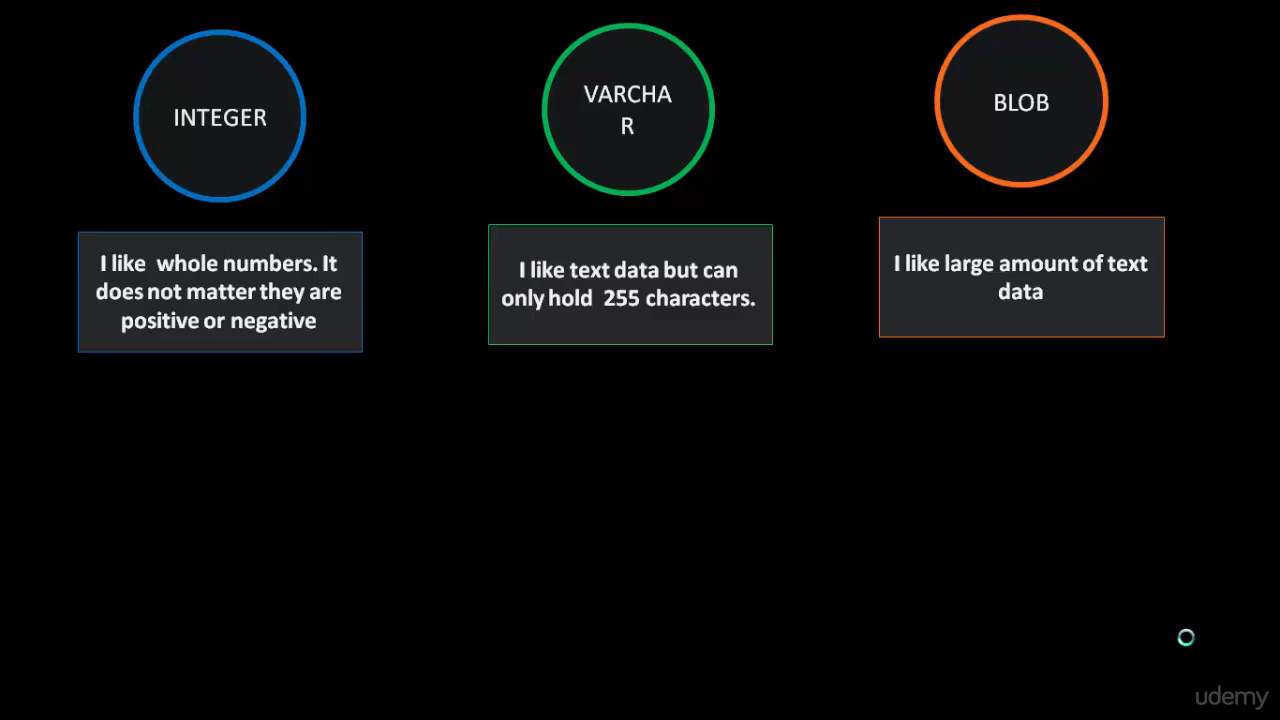 INTEGER
VARCHA
R
BLOB
I like whole numbers. It
does not matter they are
positive or negative
I like text data but can
only hold 255 characters.
I like large amount of text
data
udemy